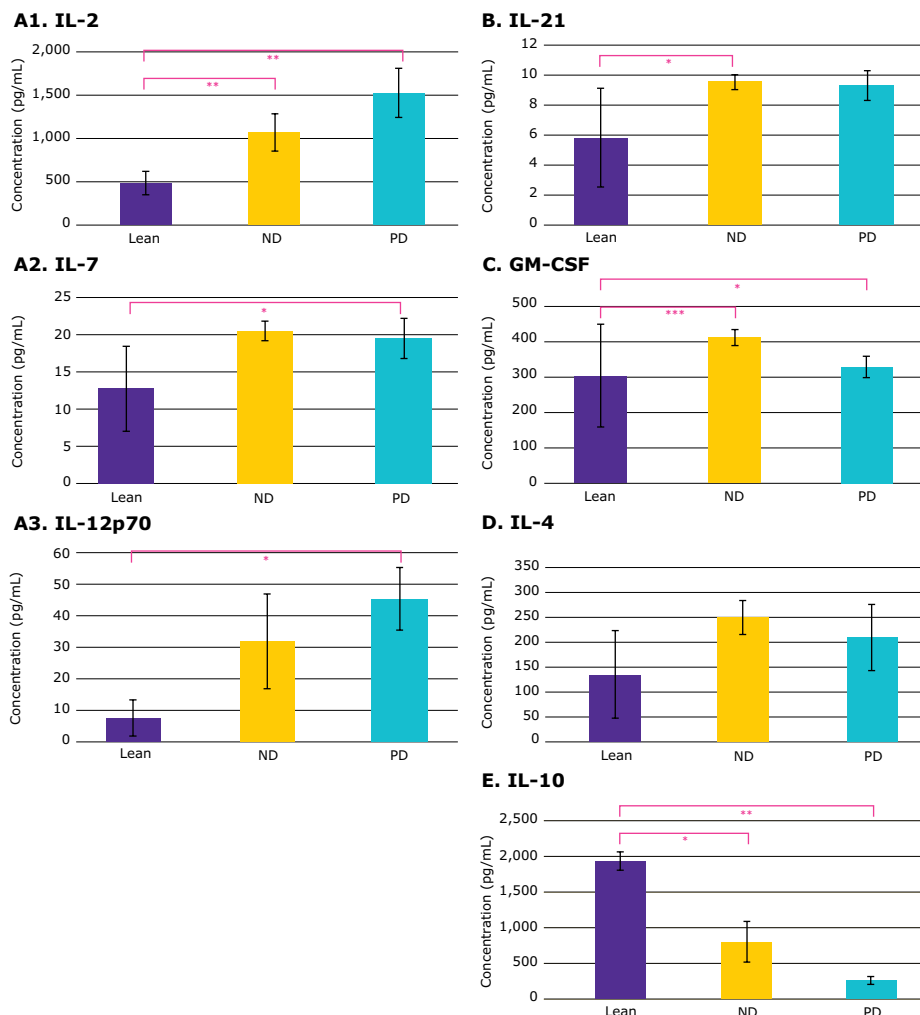 A1. IL-2
Concentration (pg/mL)
2,000
1,500
1,000
500
0
**
**
Lean
ND
PD
B. IL-21
Concentration (pg/mL)
12
10
8
6
4
2
0
*
Lean
ND
PD
A2. IL-7
Concentration (pg/mL)
25
20
15
10
5
0
*
Lean
ND
PD
C. GM-CSF
Concentration (pg/mL)
500
400
300
200
100
0
*
***
Lean
ND
PD
A3. IL-12p70
Concentration (pg/mL)
60
50
40
30
20
10
0
*
Lean
ND
PD
D. IL-4
Concentration (pg/mL)
350
300
250
200
150
100
50
0
Lean
ND
PD
E. IL-10
Concentration (pg/mL)
2,500
2,000
1,500
1,000
500
0
**
*
Lean
ND
PD